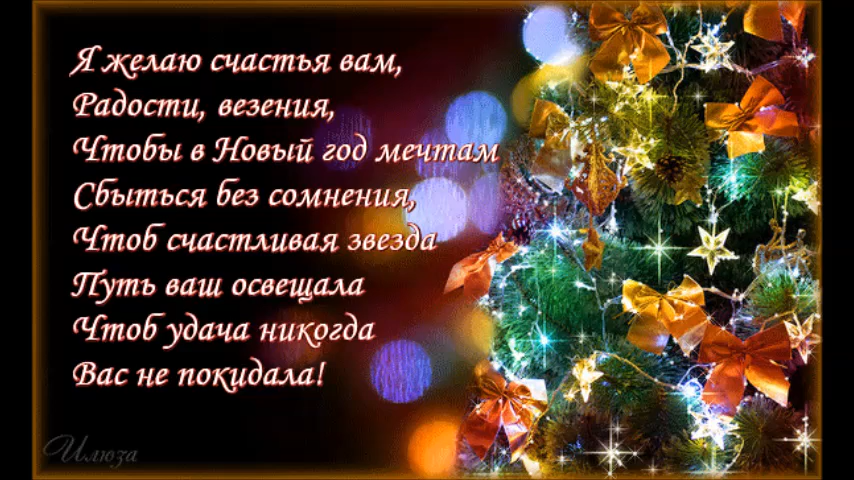 Я желаю счастья вам,
Радости, везения,
Чтобы в Новый год мечтам
Сбыться без сомнения,
Чтоб счастливая звезда
Путь ваш освещала
Чтоб удача никогда
Вас не покидала!
Илюза